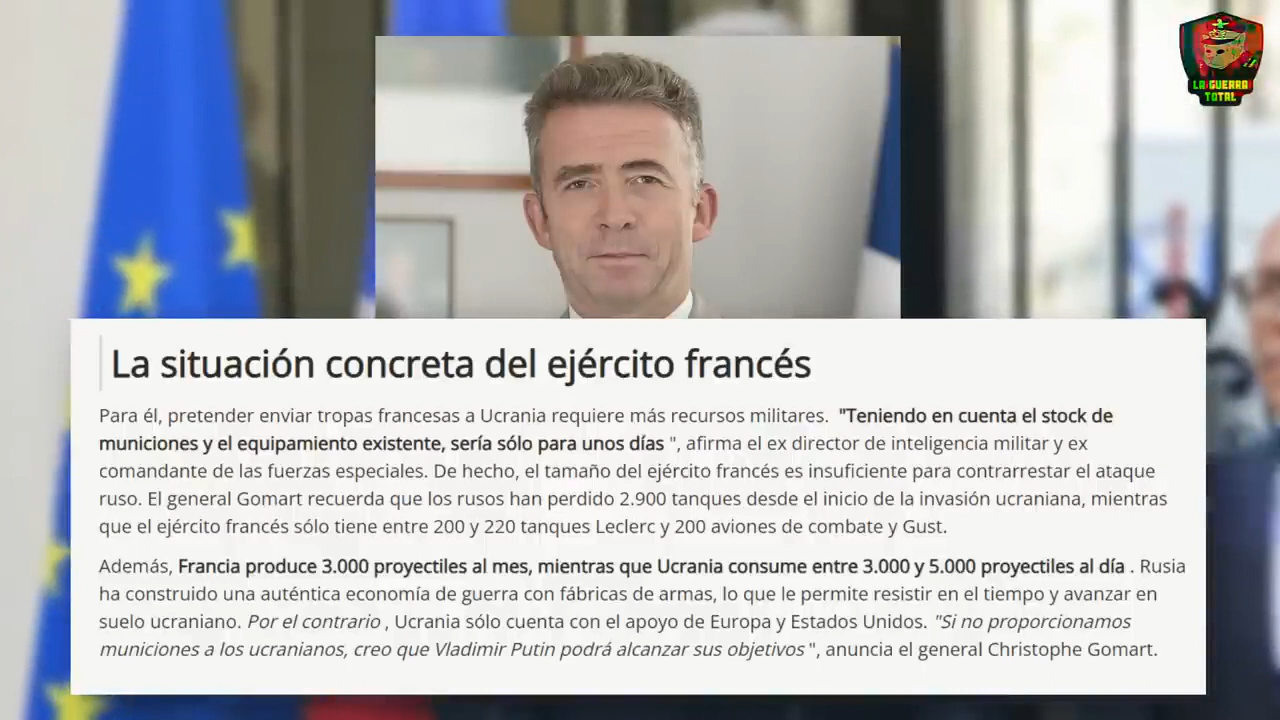 LA GUERRA
TOTAL
La situación concreta del ejército francés
Para él, pretender enviar tropas francesas a Ucrania requiere más recursos militares. "Teniendo en cuenta el stock de
municiones y el equipamiento existente, sería sólo para unos días ", afirma el ex director de inteligencia militar y ex
comandante de las fuerzas especiales. De hecho, el tamaño del ejército francés es insuficiente para contrarrestar el ataque
ruso. El general Gomart recuerda que los rusos han perdido 2.900 tanques desde el inicio de la invasión ucraniana, mientras
que el ejército francés sólo tiene entre 200 y 220 tanques Leclerc y 200 aviones de combate y Gust.
Además, Francia produce 3.000 proyectiles al mes, mientras que Ucrania consume entre 3.000 y 5.000 proyectiles al día . Rusia
ha construido una auténtica economía de guerra con fábricas de armas, lo que le permite resistir en el tiempo y avanzar en
suelo ucraniano. Por el contrario , Ucrania sólo cuenta con el apoyo de Europa y Estados Unidos. "Si no proporcionamos
municiones a los ucranianos, creo que Vladimir Putin podrá alcanzar sus objetivos ", anuncia el general Christophe Gomart.